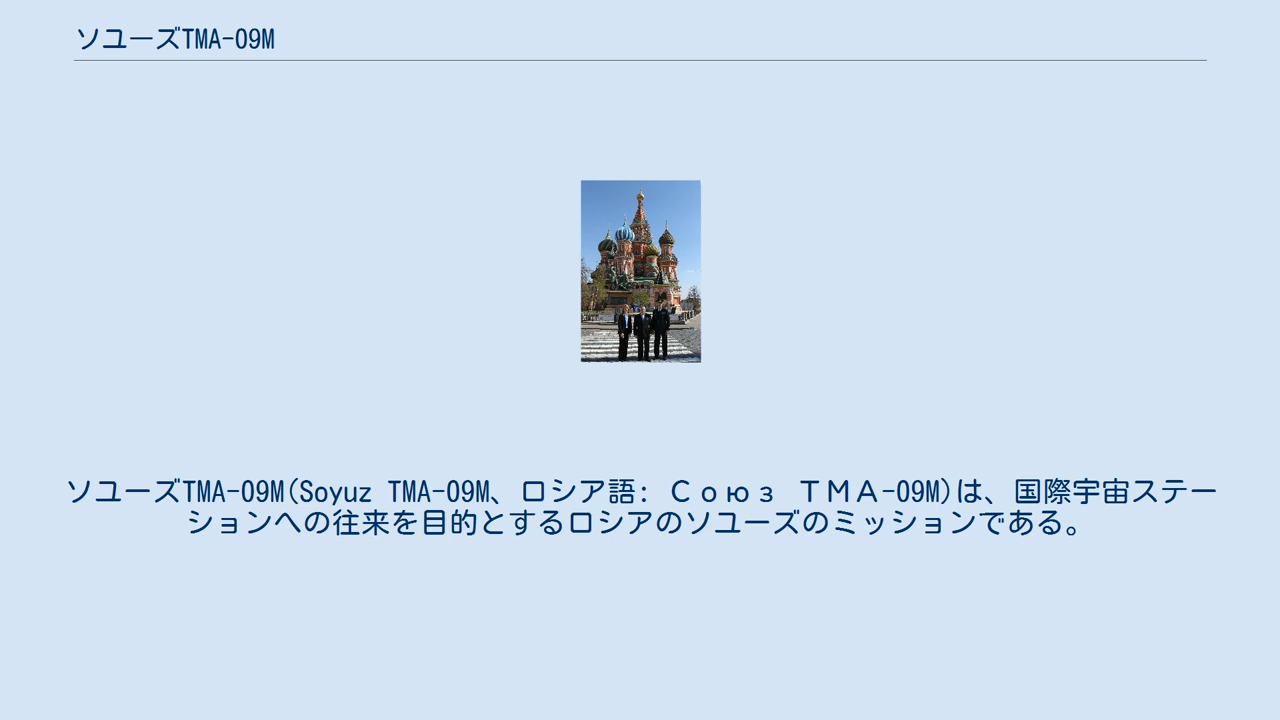 ソユーズTMA-09M
ソユーズTMA-09M(Soyuz TMA-09M、ロシア語: Союз ТМА-09М)は、国際宇宙ステー
ションへの往来を目的とするロシアのソユーズのミッションである。